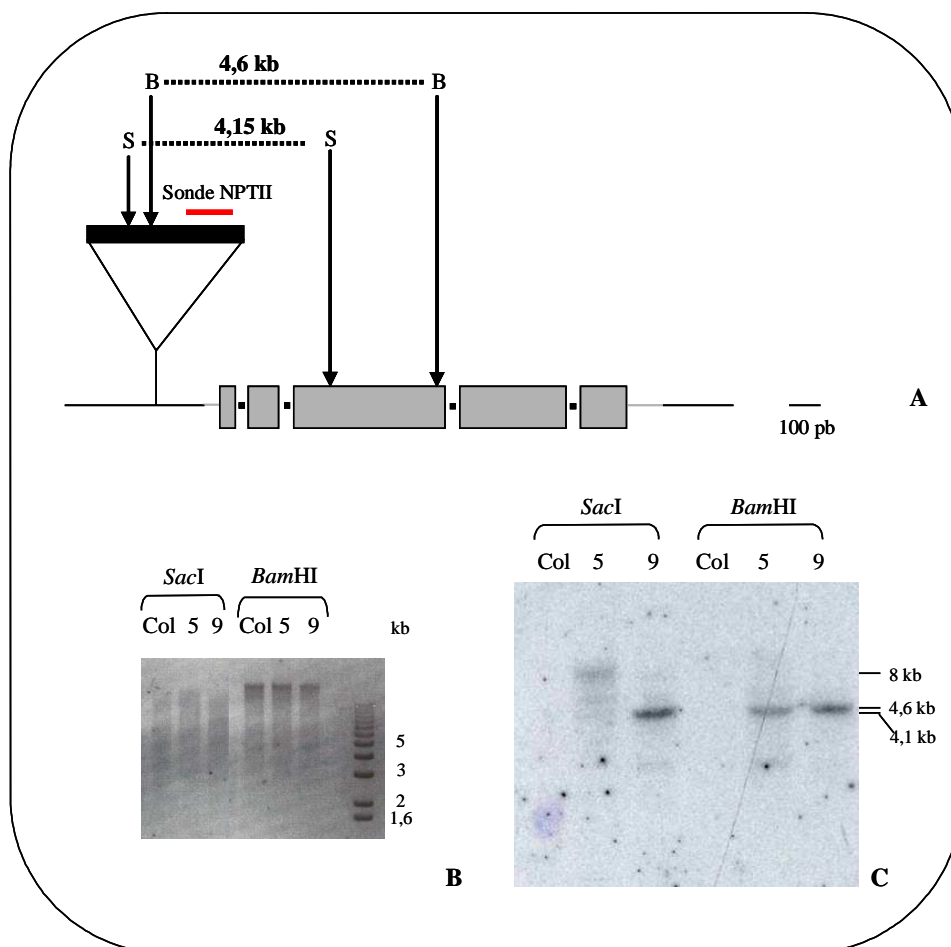 4,6 kb
B B
4,15 kb
S S
Sonde NPTII
A
100 pb
SacI BamHI
Col 5 9 Col 5 9
8 kb
4,6 kb
4,1 kb
C
SacI BamHI
Col 5 9 Col 5 9 kb
5
3
2
1,6
B